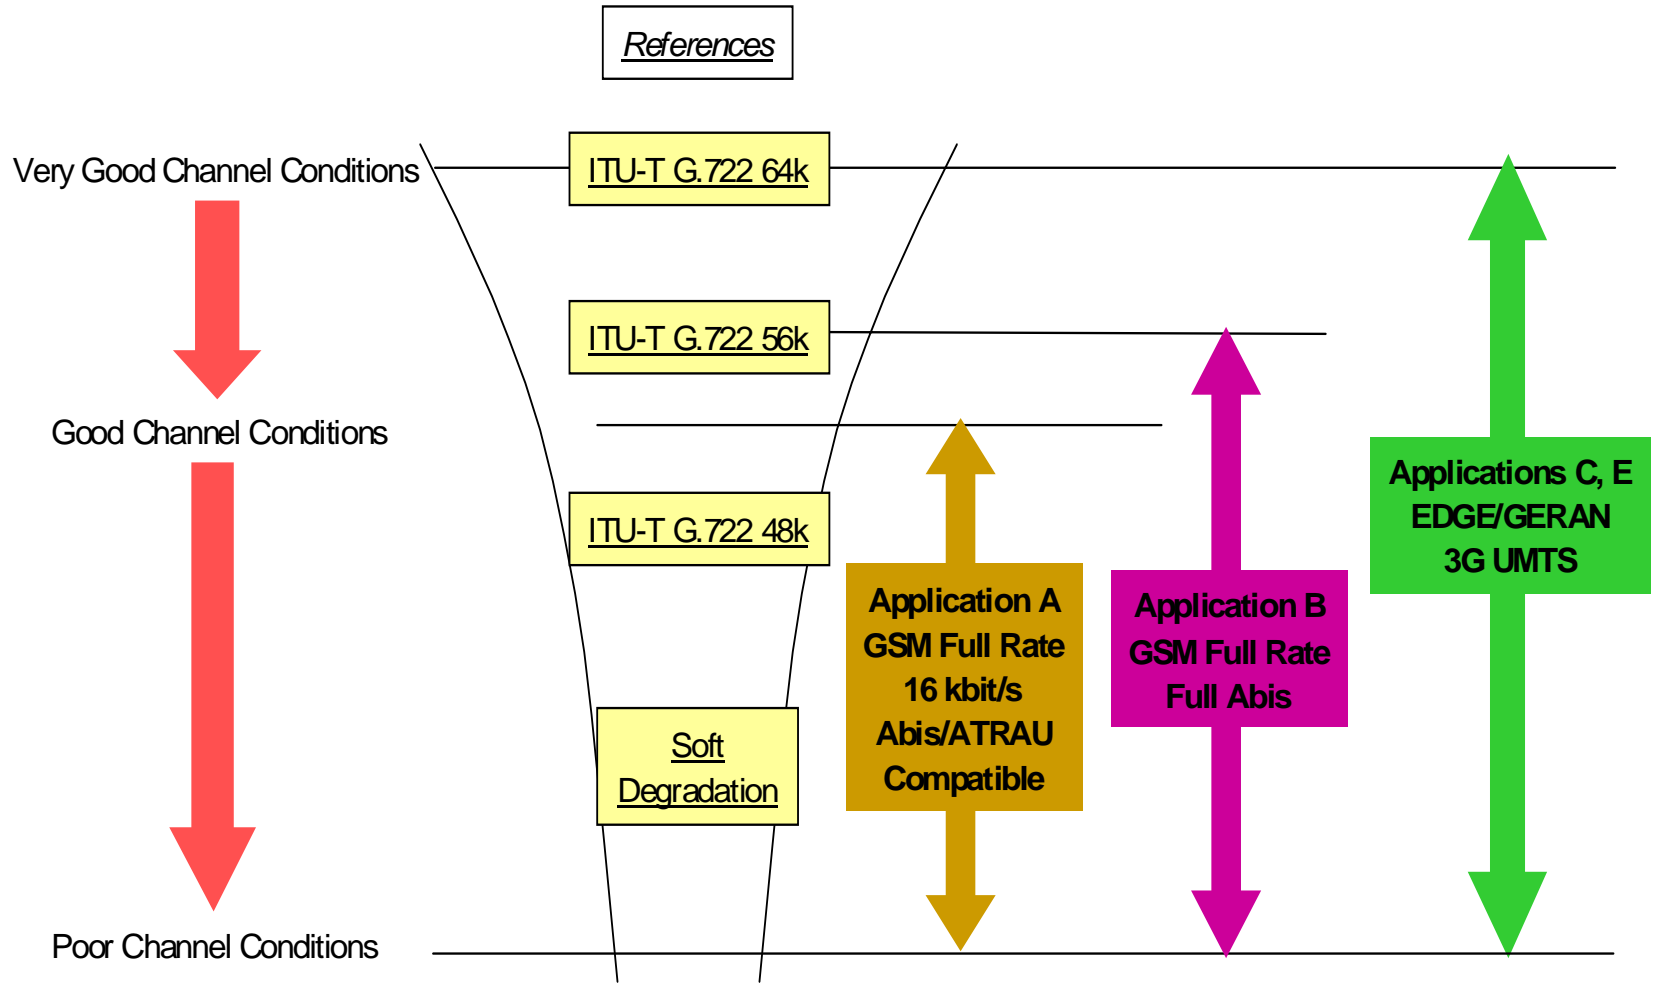 References
Very Good Channel Conditions
ITU-T G.722 64k
ITU-T G.722 56k
Good Channel Conditions
ITU-T G.722 48k
Soft
Degradation
Poor Channel Conditions
Application A
GSM Full Rate
16 kbit/s
Abis/ATRAU
Compatible
Application B
GSM Full Rate
Full Abis
Applications C, E
EDGE/GERAN
3G UMTS